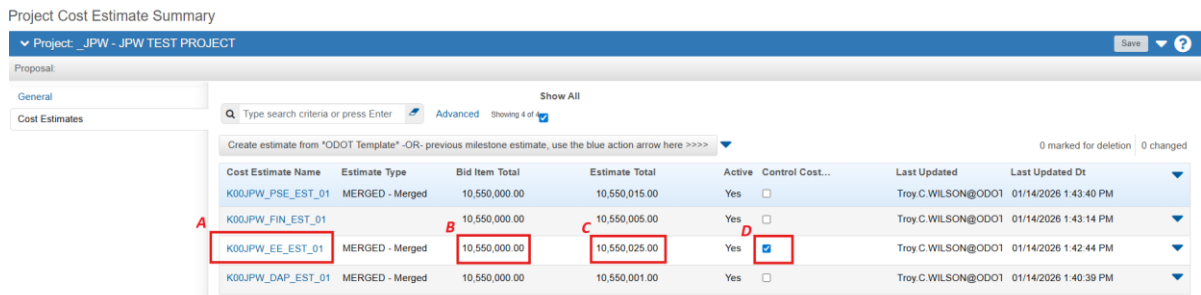 Project Cost Estimate Summary
Project: _JPW - JPW TEST PROJECT Save ?
Proposal:
General
Cost Estimates
Show All
Type search criteria or press Enter Advanced Showing 4 of 4
Create estimate from *ODOT Template* -OR- previous milestone estimate, use the blue action arrow here >>>> 0 marked for deletion 0 changed
Cost Estimate Name Estimate Type Bid Item Total Estimate Total Active Control Cost... Last Updated Last Updated Dt
K00JPW_PSE_EST_01 MERGED - Merged 10,550,000.00 10,550,015.00 Yes Troy.C.WILSON@ODOT 01/14/2026 1:43:40 PM
K00JPW_FIN_EST_01 10,550,000.00 10,550,005.00 Yes Troy.C.WILSON@ODOT 01/14/2026 1:43:14 PM
A B C D
K00JPW_EE_EST_01 MERGED - Merged 10,550,000.00 10,550,025.00 Yes Troy.C.WILSON@ODOT 01/14/2026 1:42:44 PM
K00JPW_DAP_EST_01 MERGED - Merged 10,550,000.00 10,550,001.00 Yes Troy.C.WILSON@ODOT 01/14/2026 1:40:39 PM